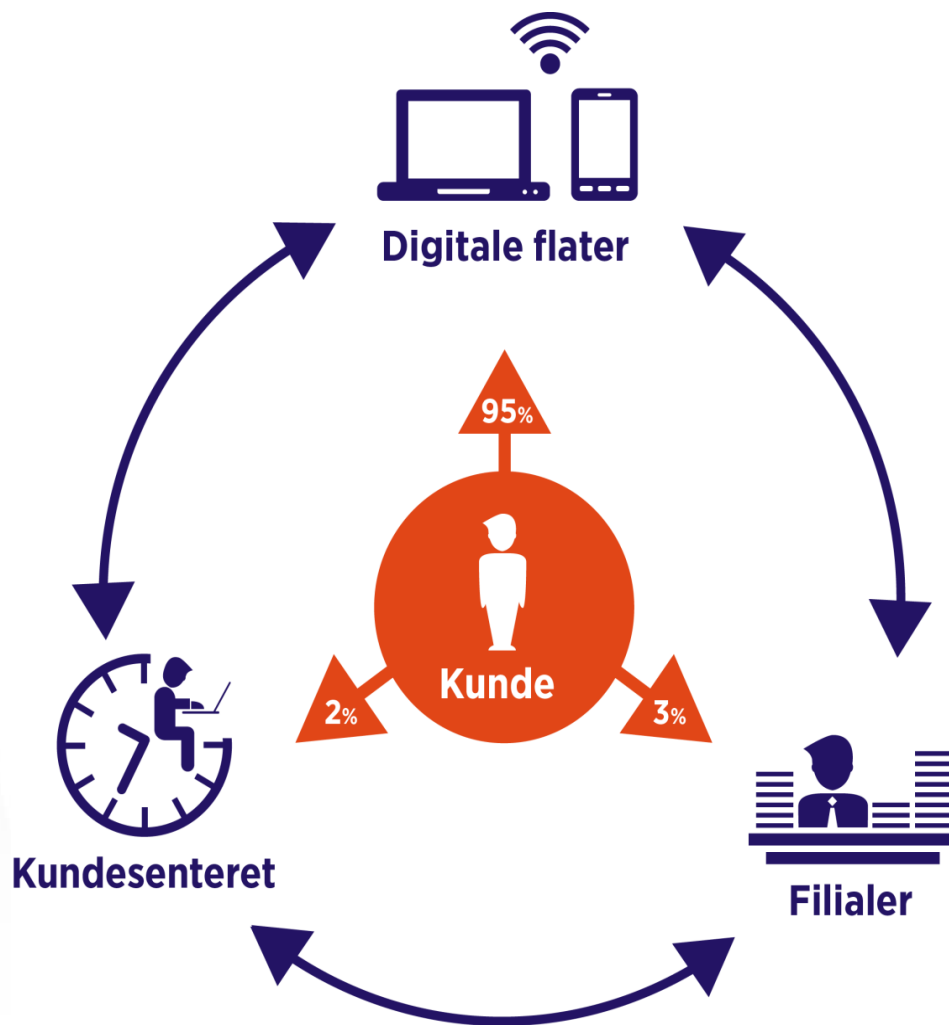 Digitale flater
95%
Kunde
2%
3%
Kundesenteret
Filialer